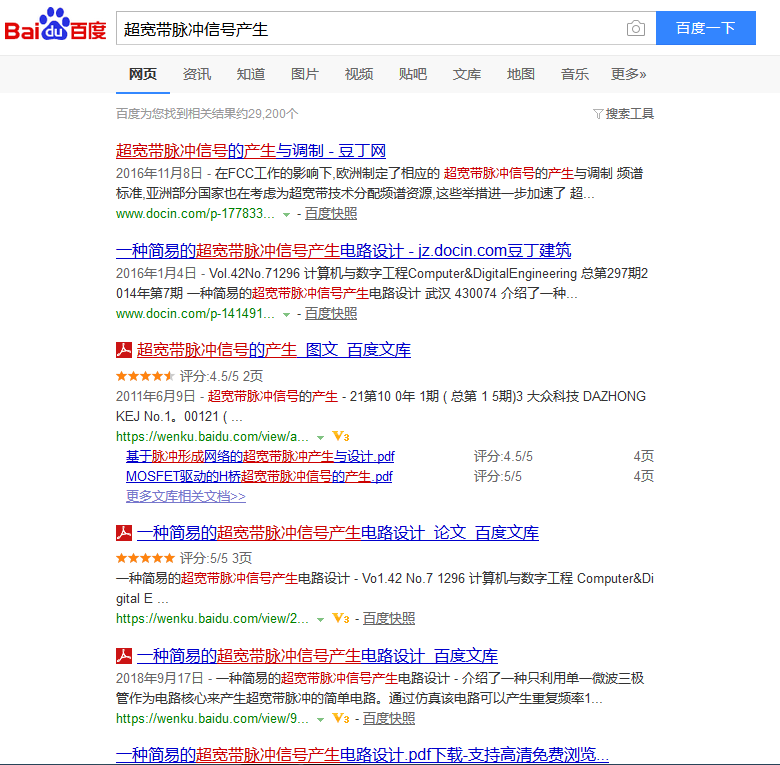 Bai du 百度 超宽带脉冲信号产生 百度一下
网页 资讯 知道 图片 视频 贴吧 文库 地图 音乐 更多»
百度为您找到相关结果约29,200个 搜索工具
超宽带脉冲信号的产生与调制 - 豆丁网
2016年11月8日 - 在FCC工作的影响下,欧洲制定了相应的 超宽带脉冲信号的产生与调制 频谱
标准,亚洲部分国家也在考虑为超宽带技术分配频谱资源,这些举措进一步加速了 超...
www.docin.com/p-177833... - 百度快照
一种简易的超宽带脉冲信号产生电路设计 - jz.docin.com豆丁建筑
2016年1月4日 - Vol.42No.71296 计算机与数字工程Computer&DigitalEngineering 总第297期2
014年第7期 一种简易的超宽带脉冲信号产生电路设计 武汉 430074 介绍了一种...
www.docin.com/p-141491... - 百度快照
超宽带脉冲信号的产生_图文_百度文库
评分:4.5/5 2页
2011年6月9日 - 超宽带脉冲信号的产生 - 21第10 0年 1期 ( 总第 1 5期)3 大众科技 DAZHONG
KEJ No.1。00121 ( ...
https://wenku.baidu.com/view/a... V3
基于脉冲形成网络的超宽带脉冲产生与设计.pdf 评分:4.5/5 4页
MOSFET驱动的H桥超宽带脉冲信号的产生.pdf 评分:5/5 4页
更多文库相关文档>>
一种简易的超宽带脉冲信号产生电路设计_论文_百度文库
评分:5/5 3页
一种简易的超宽带脉冲信号产生电路设计 - Vo1.42 No.7 1296 计算机与数字工程 Computer&Di
gital E ...
https://wenku.baidu.com/view/2... V3 - 百度快照
一种简易的超宽带脉冲信号产生电路设计_百度文库
2018年9月17日 - 一种简易的超宽带脉冲信号产生电路设计 - 介绍了一种只利用单一微波三极
管作为电路核心来产生超宽带脉冲的简单电路。通过仿真该电路可以产生重复频率1...
https://wenku.baidu.com/view/9... V3 - 百度快照
一种简易的超宽带脉冲信号产生电路设计.pdf下载-支持高清免费浏览...